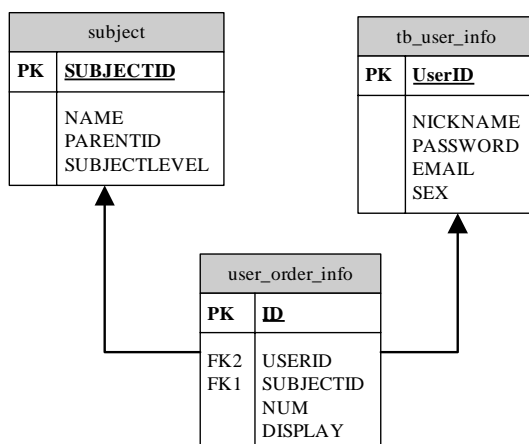 subject
PK SUBJECTID
NAME
PARENTID
SUBJECTLEVEL
tb_user_info
PK UserID
NICKNAME
PASSWORD
EMAIL
SEX
user_order_info
PK ID
FK2 USERID
FK1 SUBJECTID
NUM
DISPLAY